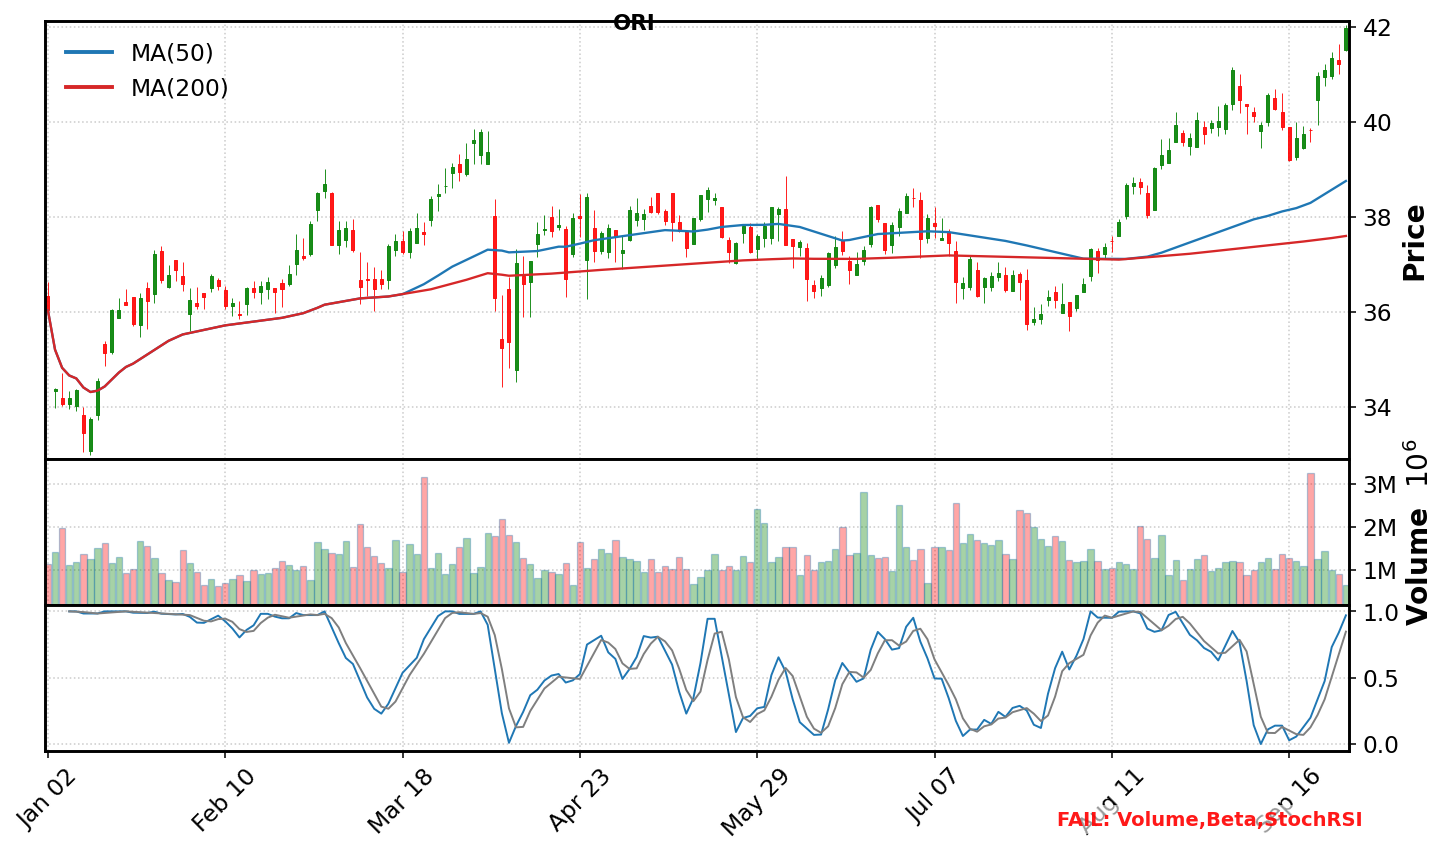 ORI
MA(50)
MA(200)
42
40
38
36
34
Price
3M
2M
1M
Volume 10⁶
1.0
0.5
0.0
Jan 02
Feb 10
Mar 18
Apr 23
May 29
Jul 07
Aug 11
Sep 16
FAIL: Volume,Beta,StochRSI